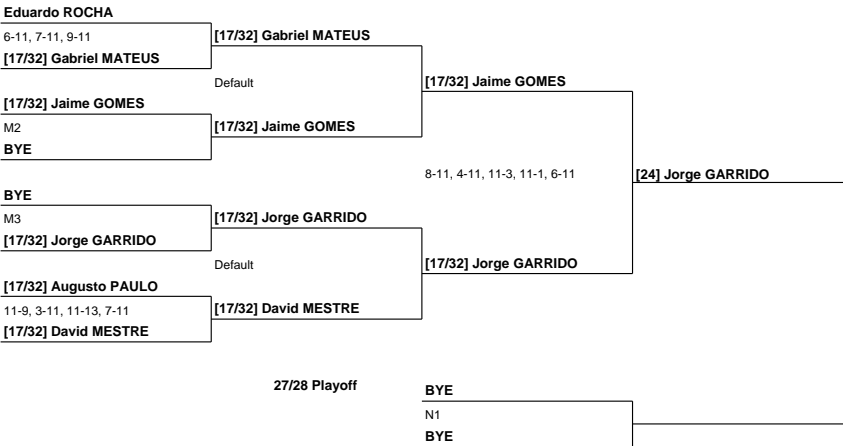 Eduardo ROCHA
6-11, 7-11, 9-11
[17/32] Gabriel MATEUS
[17/32] Gabriel MATEUS
Default
[17/32] Jaime GOMES
[17/32] Jaime GOMES
M2
[17/32] Jaime GOMES
BYE
8-11, 4-11, 11-3, 11-1, 6-11
[24] Jorge GARRIDO
BYE
M3
[17/32] Jorge GARRIDO
[17/32] Jorge GARRIDO
Default
[17/32] Jorge GARRIDO
[17/32] Augusto PAULO
11-9, 3-11, 11-13, 7-11
[17/32] David MESTRE
[17/32] David MESTRE
27/28 Playoff
BYE
N1
BYE